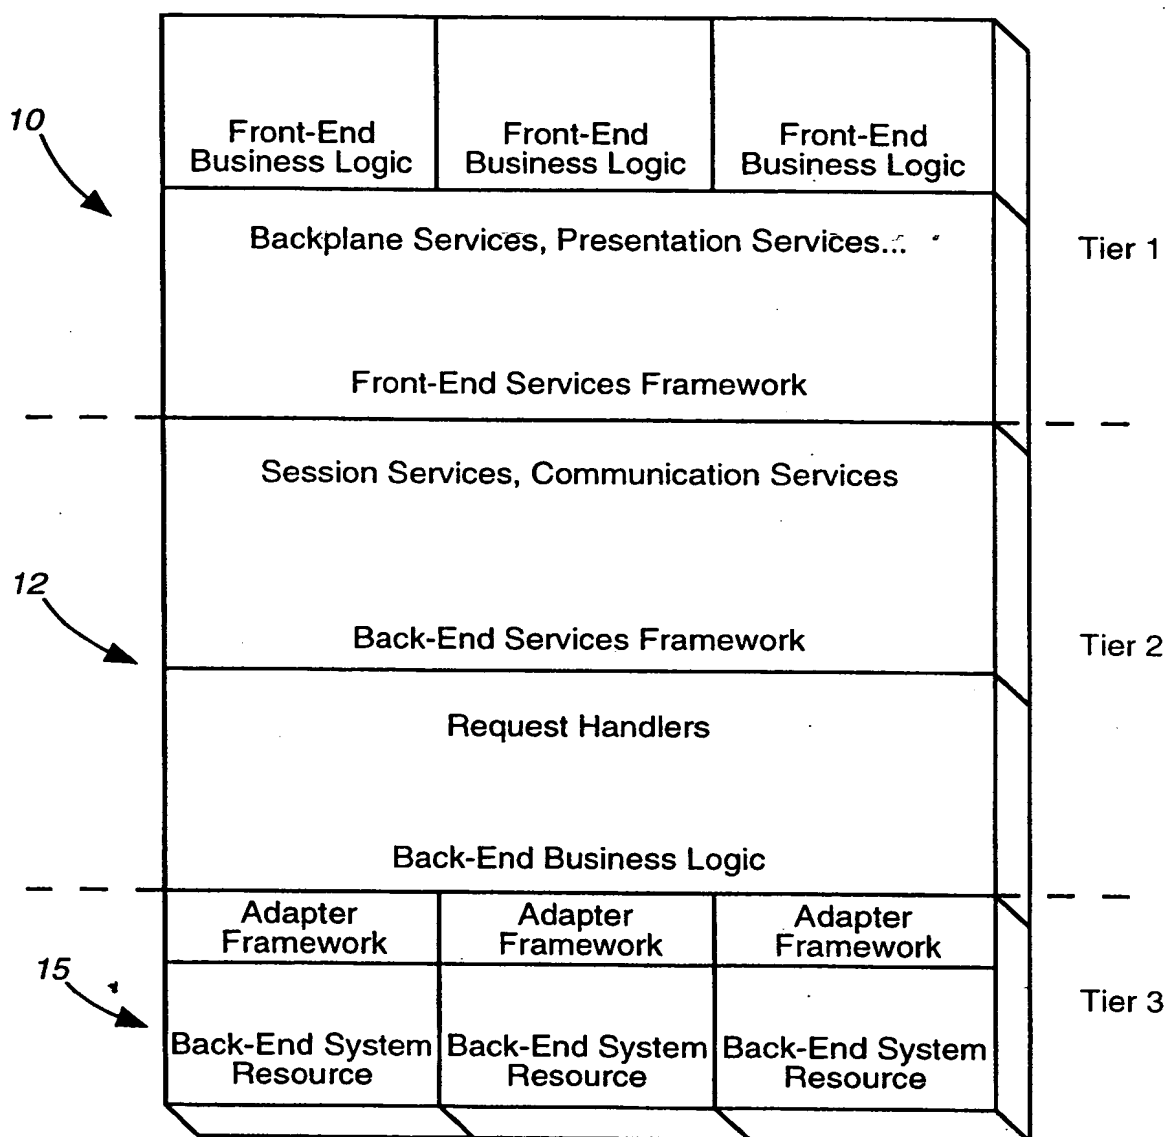 10
Front-End
Business Logic
Front-End
Business Logic
Front-End
Business Logic
Backplane Services, Presentation Services...
Tier 1
Front-End Services Framework
Session Services, Communication Services
12
Back-End Services Framework
Tier 2
Request Handlers
Back-End Business Logic
Adapter
Framework
Adapter
Framework
Adapter
Framework
15
Tier 3
Back-End System
Resource
Back-End System
Resource
Back-End System
Resource